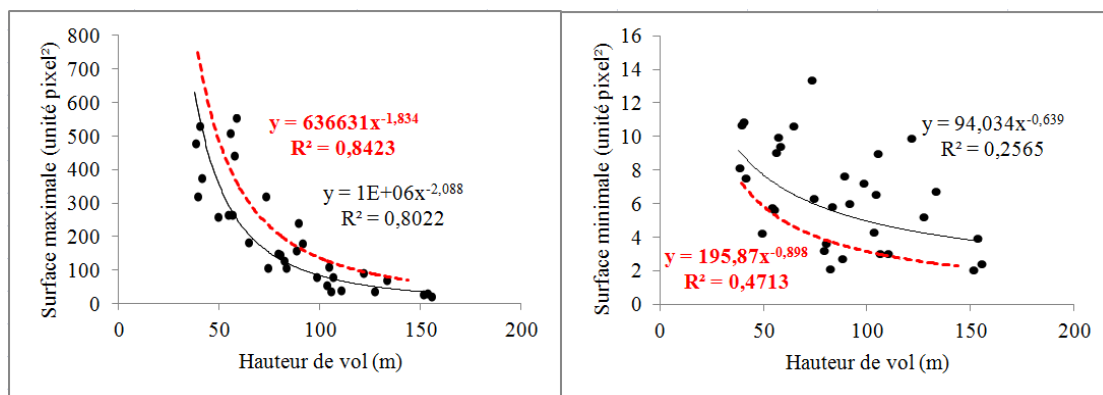 Surface maximale (unité pixel²)
800
700
600
500
400
300
200
100
0
y = 636631x^-1,834
R² = 0,8423
y = 1E+06x^-2,088
R² = 0,8022
0 50 100 150 200
Hauteur de vol (m)
Surface minimale (unité pixel²)
16
14
12
10
8
6
4
2
0
y = 94,034x^-0,639
R² = 0,2565
y = 195,87x^-0,898
R² = 0,4713
0 50 100 150 200
Hauteur de vol (m)